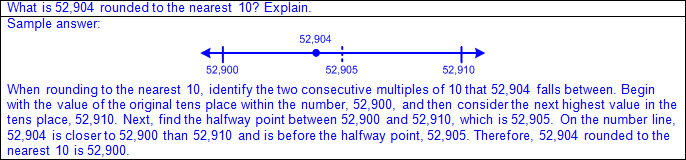 What is 52,904 rounded to the nearest 10? Explain.
Sample answer:
52,904
52,900 52,905 52,910
When rounding to the nearest 10, identify the two consecutive multiples of 10 that 52,904 falls between. Begin
with the value of the original tens place within the number, 52,900, and then consider the next highest value in the
tens place, 52,910. Next, find the halfway point between 52,900 and 52,910, which is 52,905. On the number line,
52,904 is closer to 52,900 than 52,910 and is before the halfway point, 52,905. Therefore, 52,904 rounded to the
nearest 10 is 52,900.